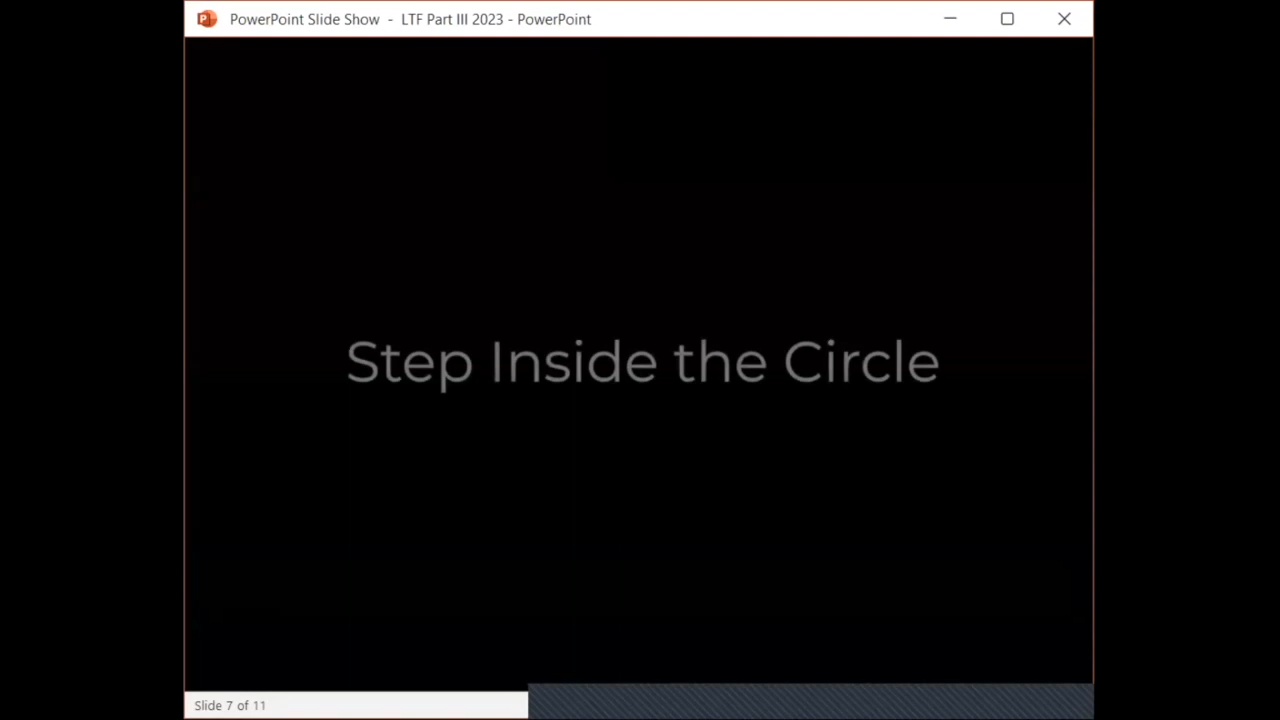 PowerPoint Slide Show - LTF Part III 2023 - PowerPoint
Step Inside the Circle
Slide 7 of 11